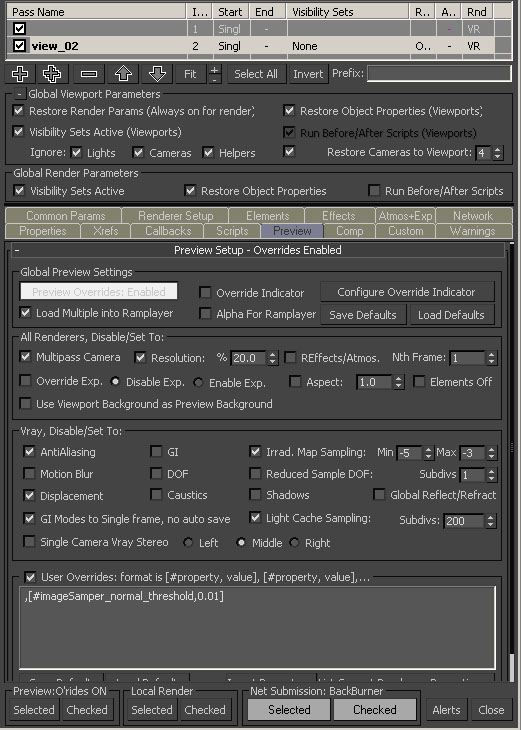 Pass Name I... Start End Visibility Sets R.. A.. Rnd
1 Singl - - VR
view_02 2 Singl - None O.. - VR
Fit + - Select All Invert Prefix:
- Global Viewport Parameters
Restore Render Params (Always on for render) Restore Object Properties (Viewports)
Visibility Sets Active (Viewports) Run Before/After Scripts (Viewports)
Ignore: Lights Cameras Helpers Restore Cameras to Viewport: 4
Global Render Parameters
Visibility Sets Active Restore Object Properties Run Before/After Scripts
Common Params Renderer Setup Elements Effects Atmos+Exp Network
Properties Xrefs Callbacks Scripts Preview Comp Custom Warnings
- Preview Setup - Overrides Enabled
Global Preview Settings
Preview Overrides: Enabled Override Indicator Configure Override Indicator
Load Multiple into Ramplayer Alpha For Ramplayer Save Defaults Load Defaults
All Renderers, Disable/Set To:
Multipass Camera Resolution: % 20.0 REffects/Atmos. Nth Frame: 1
Override Exp. Disable Exp. Enable Exp. Aspect: 1.0 Elements Off
Use Viewport Background as Preview Background
Vray, Disable/Set To:
AntiAliasing GI Irrad. Map Sampling: Min -5 Max -3
Motion Blur DOF Reduced Sample DOF: Subdivs 1
Displacement Caustics Shadows Global Reflect/Refract
GI Modes to Single frame, no auto save Light Cache Sampling: Subdivs: 200
Single Camera Vray Stereo Left Middle Right
User Overrides: format is [#property, value], [#property, value],...
,[#imageSamper_normal_threshold,0.01]
Preview:O'rides ON Local Render Net Submission: BackBurner
Selected Checked Selected Checked Selected Checked Alerts Close